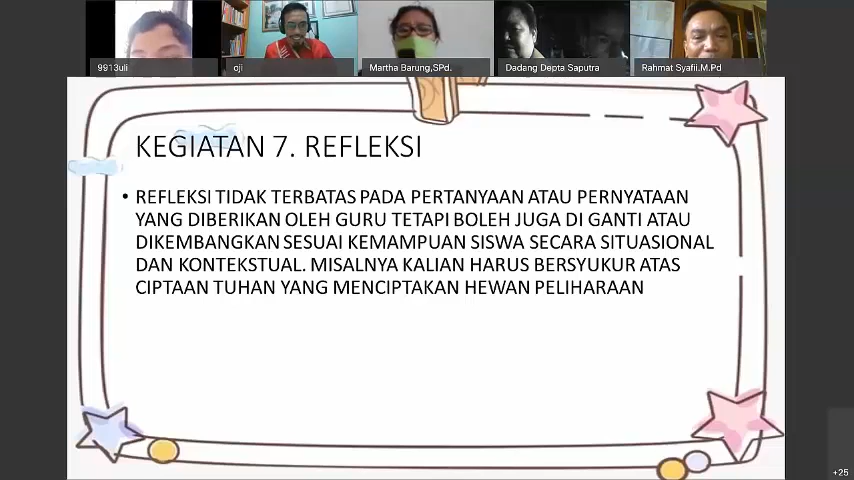 9913uli
oji
Martha Barung,SPd.
Dadang Depta Saputra
Rahmat Syafii.M.Pd
KEGIATAN 7. REFLEKSI
• REFLEKSI TIDAK TERBATAS PADA PERTANYAAN ATAU PERNYATAAN
YANG DIBERIKAN OLEH GURU TETAPI BOLEH JUGA DI GANTI ATAU
DIKEMBANGKAN SESUAI KEMAMPUAN SISWA SECARA SITUASIONAL
DAN KONTEKSTUAL. MISALNYA KALIAN HARUS BERSYUKUR ATAS
CIPTAAN TUHAN YANG MENCIPTAKAN HEWAN PELIHARAAN
+25